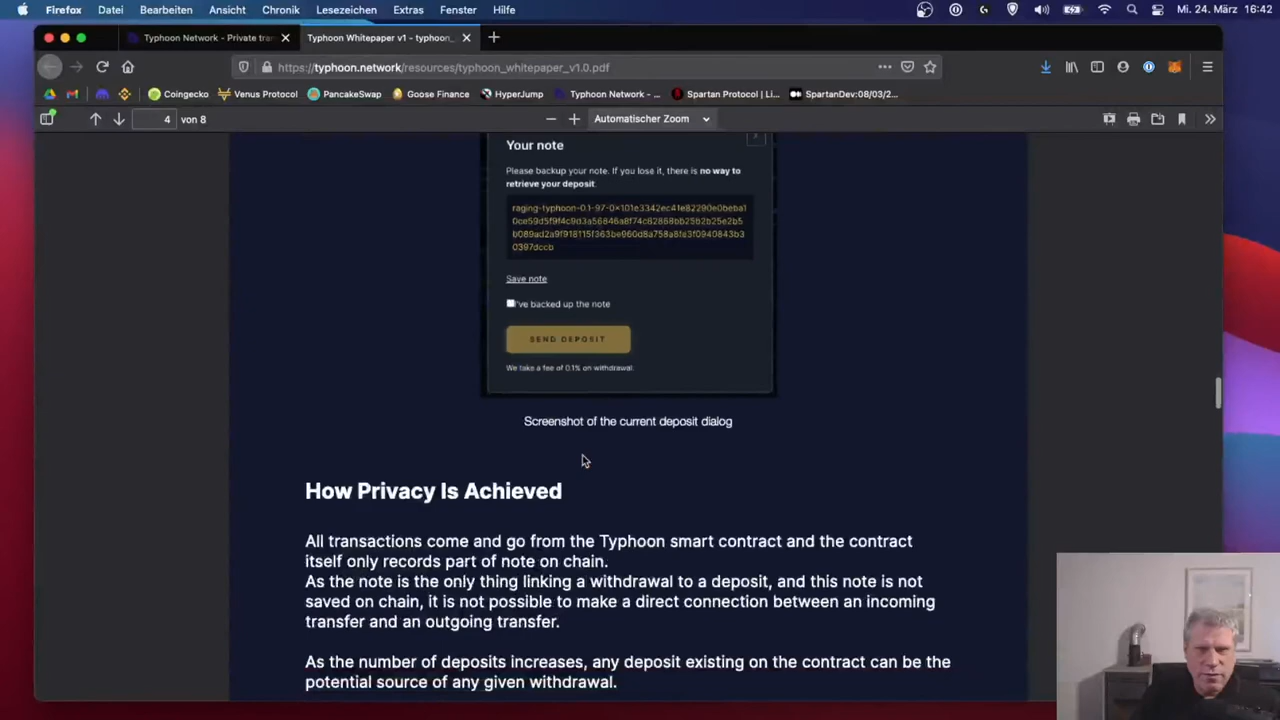 Firefox Datei Bearbeiten Ansicht Chronik Lesezeichen Extras Fenster Hilfe Mi. 24. März 16:42
Typhoon Network - Private tran
Typhoon Whitepaper v1 - typhoon_
https://typhoon.network/resources/typhoon_whitepaper_v1.0.pdf
Coingecko Venus Protocol PancakeSwap Goose Finance HyperJump Typhoon Network - ... Spartan Protocol | Li... SpartanDev:08/03/2...
4 von 8 Automatischer Zoom
Your note
Please backup your note. If you lose it, there is no way to
retrieve your deposit.
Save note
I've backed up the note
SEND DEPOSIT
We take a fee of 0.1% on withdrawal.
Screenshot of the current deposit dialog
How Privacy Is Achieved
All transactions come and go from the Typhoon smart contract and the contract
itself only records part of note on chain.
As the note is the only thing linking a withdrawal to a deposit, and this note is not
saved on chain, it is not possible to make a direct connection between an incoming
transfer and an outgoing transfer.
As the number of deposits increases, any deposit existing on the contract can be the
potential source of any given withdrawal.